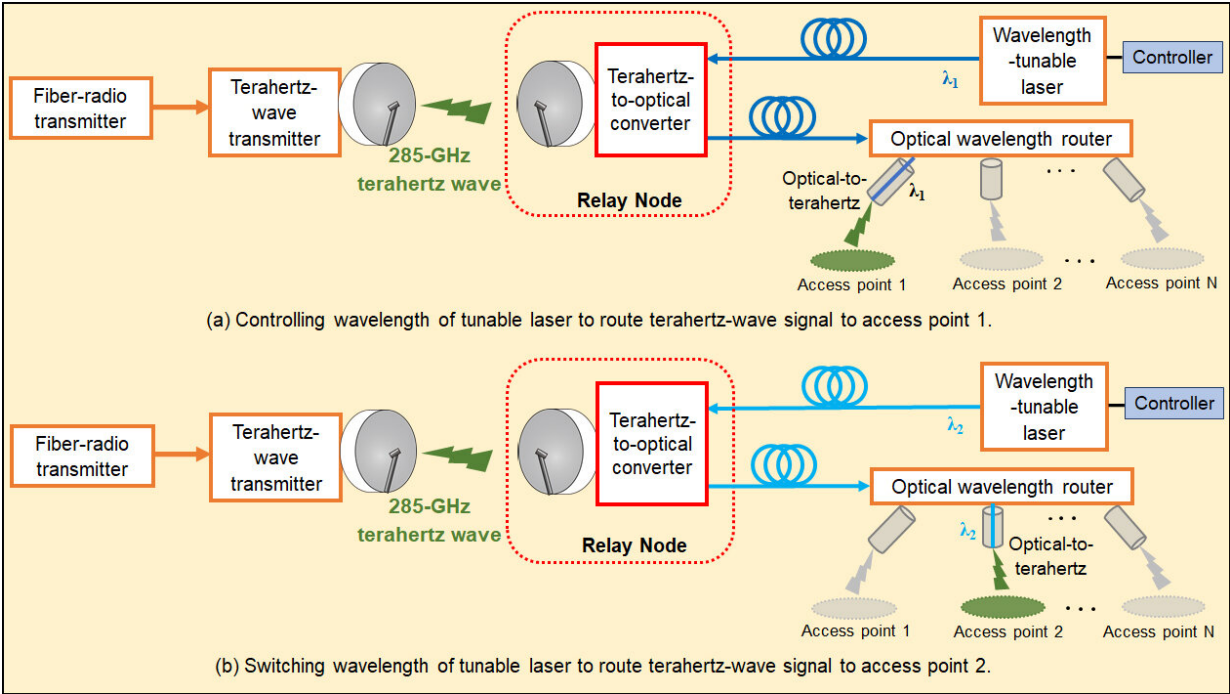 Fiber-radio
transmitter
Terahertz-
wave
transmitter
285-GHz
terahertz wave
Terahertz-
to-optical
converter
Relay Node
λ-1
Wavelength
-tunable
laser
Controller
Optical wavelength router
Optical-to-
terahertz
λ-1
. . .
. . .
Access point 1
Access point 2
Access point N
(a) Controlling wavelength of tunable laser to route terahertz-wave signal to access point 1.
Fiber-radio
transmitter
Terahertz-
wave
transmitter
285-GHz
terahertz wave
Terahertz-
to-optical
converter
Relay Node
λ-2
Wavelength
-tunable
laser
Controller
Optical wavelength router
λ-2
Optical-to-
terahertz
. . .
. . .
Access point 1
Access point 2
Access point N
(b) Switching wavelength of tunable laser to route terahertz-wave signal to access point 2.